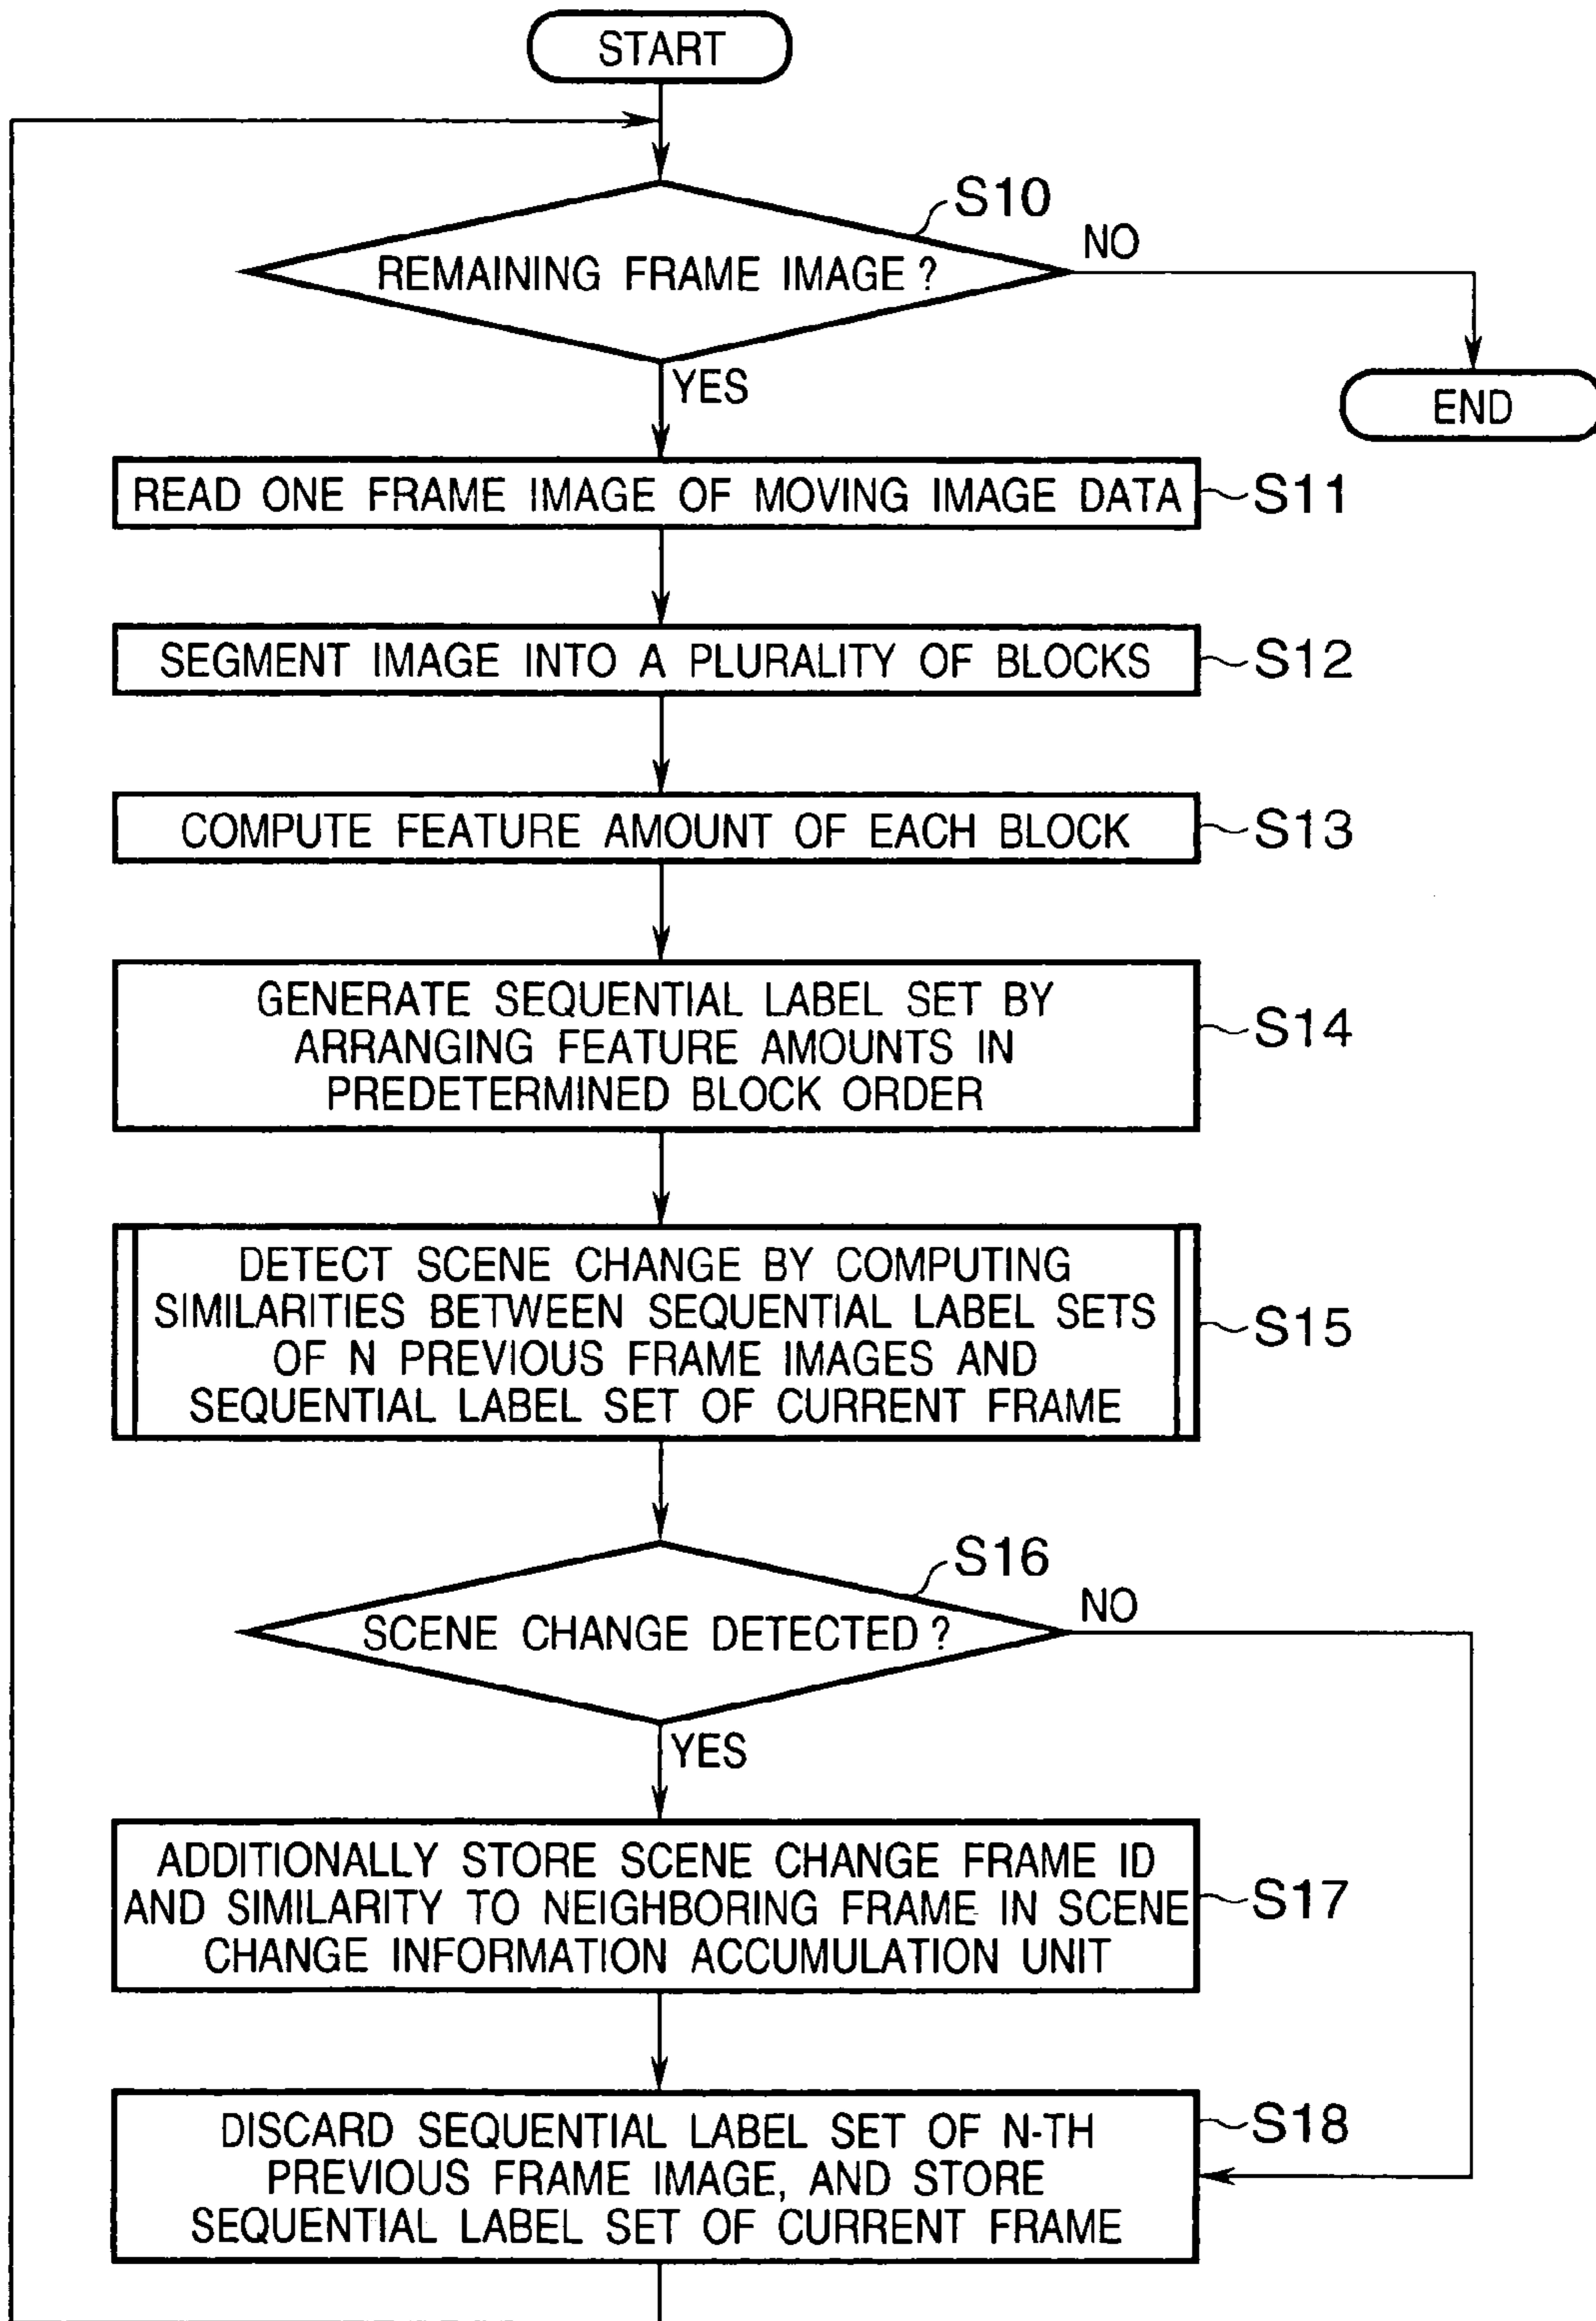 START
S10
REMAINING FRAME IMAGE ?
NO
YES
END
READ ONE FRAME IMAGE OF MOVING IMAGE DATA
S11
SEGMENT IMAGE INTO A PLURALITY OF BLOCKS
S12
COMPUTE FEATURE AMOUNT OF EACH BLOCK
S13
GENERATE SEQUENTIAL LABEL SET BY
ARRANGING FEATURE AMOUNTS IN
PREDETERMINED BLOCK ORDER
S14
DETECT SCENE CHANGE BY COMPUTING
SIMILARITIES BETWEEN SEQUENTIAL LABEL SETS
OF N PREVIOUS FRAME IMAGES AND
SEQUENTIAL LABEL SET OF CURRENT FRAME
S15
S16
SCENE CHANGE DETECTED ?
NO
YES
ADDITIONALLY STORE SCENE CHANGE FRAME ID
AND SIMILARITY TO NEIGHBORING FRAME IN SCENE
CHANGE INFORMATION ACCUMULATION UNIT
S17
DISCARD SEQUENTIAL LABEL SET OF N-TH
PREVIOUS FRAME IMAGE, AND STORE
SEQUENTIAL LABEL SET OF CURRENT FRAME
S18